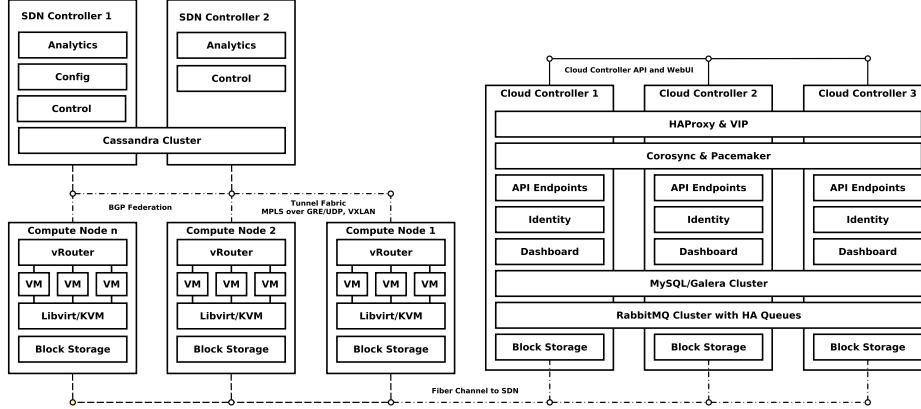 SDN Controller 1
Analytics
Config
Control
SDN Controller 2
Analytics
Control
Cassandra Cluster
BGP Federation
Tunnel Fabric
MPLS over GRE/UDP, VXLAN
Compute Node n
vRouter
VM VM VM
Libvirt/KVM
Block Storage
Compute Node 2
vRouter
VM VM VM
Libvirt/KVM
Block Storage
Compute Node 1
vRouter
VM VM VM
Libvirt/KVM
Block Storage
Cloud Controller API and WebUI
Cloud Controller 1 Cloud Controller 2 Cloud Controller 3
HAProxy & VIP
Corosync & Pacemaker
API Endpoints API Endpoints API Endpoints
Identity Identity Identity
Dashboard Dashboard Dashboard
MySQL/Galera Cluster
RabbitMQ Cluster with HA Queues
Block Storage Block Storage Block Storage
Fiber Channel to SDN